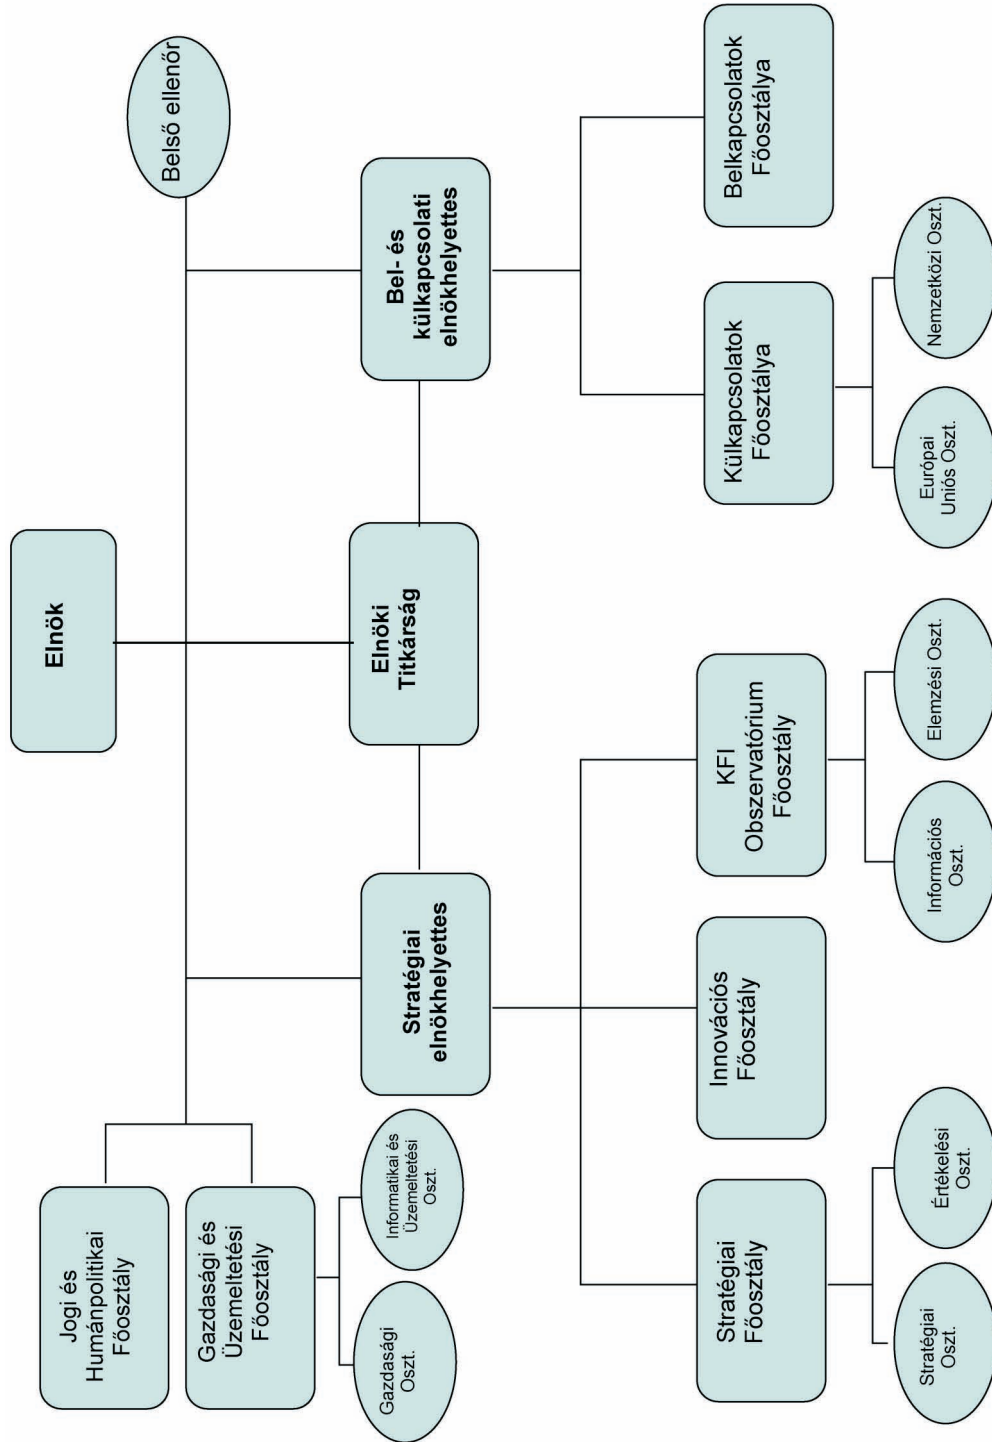 Elnök
Belső ellenőr
Jogi és
Humánpolitikai
Főosztály
Gazdasági és
Üzemeltetési
Főosztály
Gazdasági
Oszt.
Informatikai és
Üzemeltetési
Oszt.
Stratégiai
elnökhelyettes
Elnöki
Titkárság
Bel- és
külkapcsolati
elnökhelyettes
Stratégiai
Főosztály
Innovációs
Főosztály
KFI
Obszervatórium
Főosztály
Külkapcsolatok
Főosztálya
Belkapcsolatok
Főosztálya
Stratégiai
Oszt.
Értékelési
Oszt.
Információs
Oszt.
Elemzési Oszt.
Európai
Uniós Oszt.
Nemzetközi Oszt.